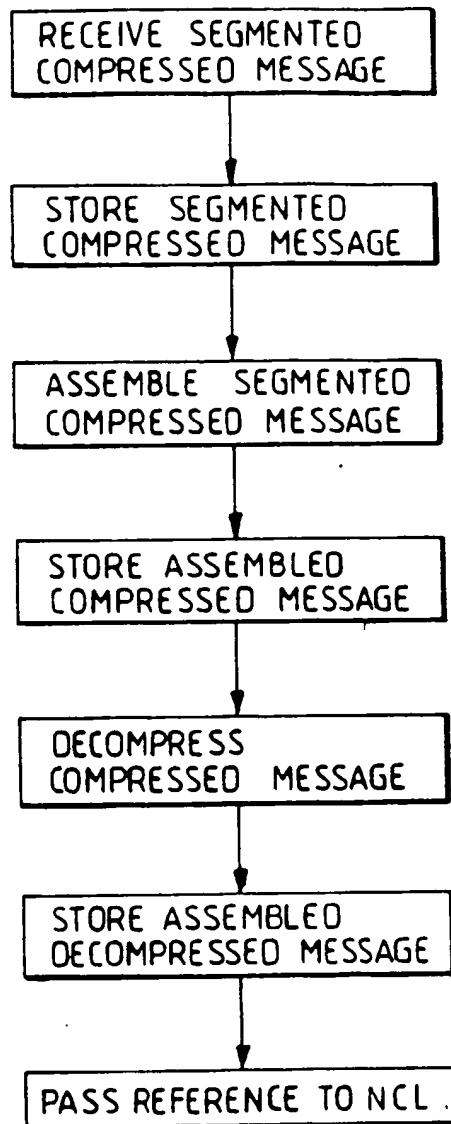 RECEIVE SEGMENTED
COMPRESSED MESSAGE
STORE SEGMENTED
COMPRESSED MESSAGE
ASSEMBLE SEGMENTED
COMPRESSED MESSAGE
STORE ASSEMBLED
COMPRESSED MESSAGE
DECOMPRESS
COMPRESSED MESSAGE
STORE ASSEMBLED
DECOMPRESSED MESSAGE
PASS REFERENCE TO NCL.